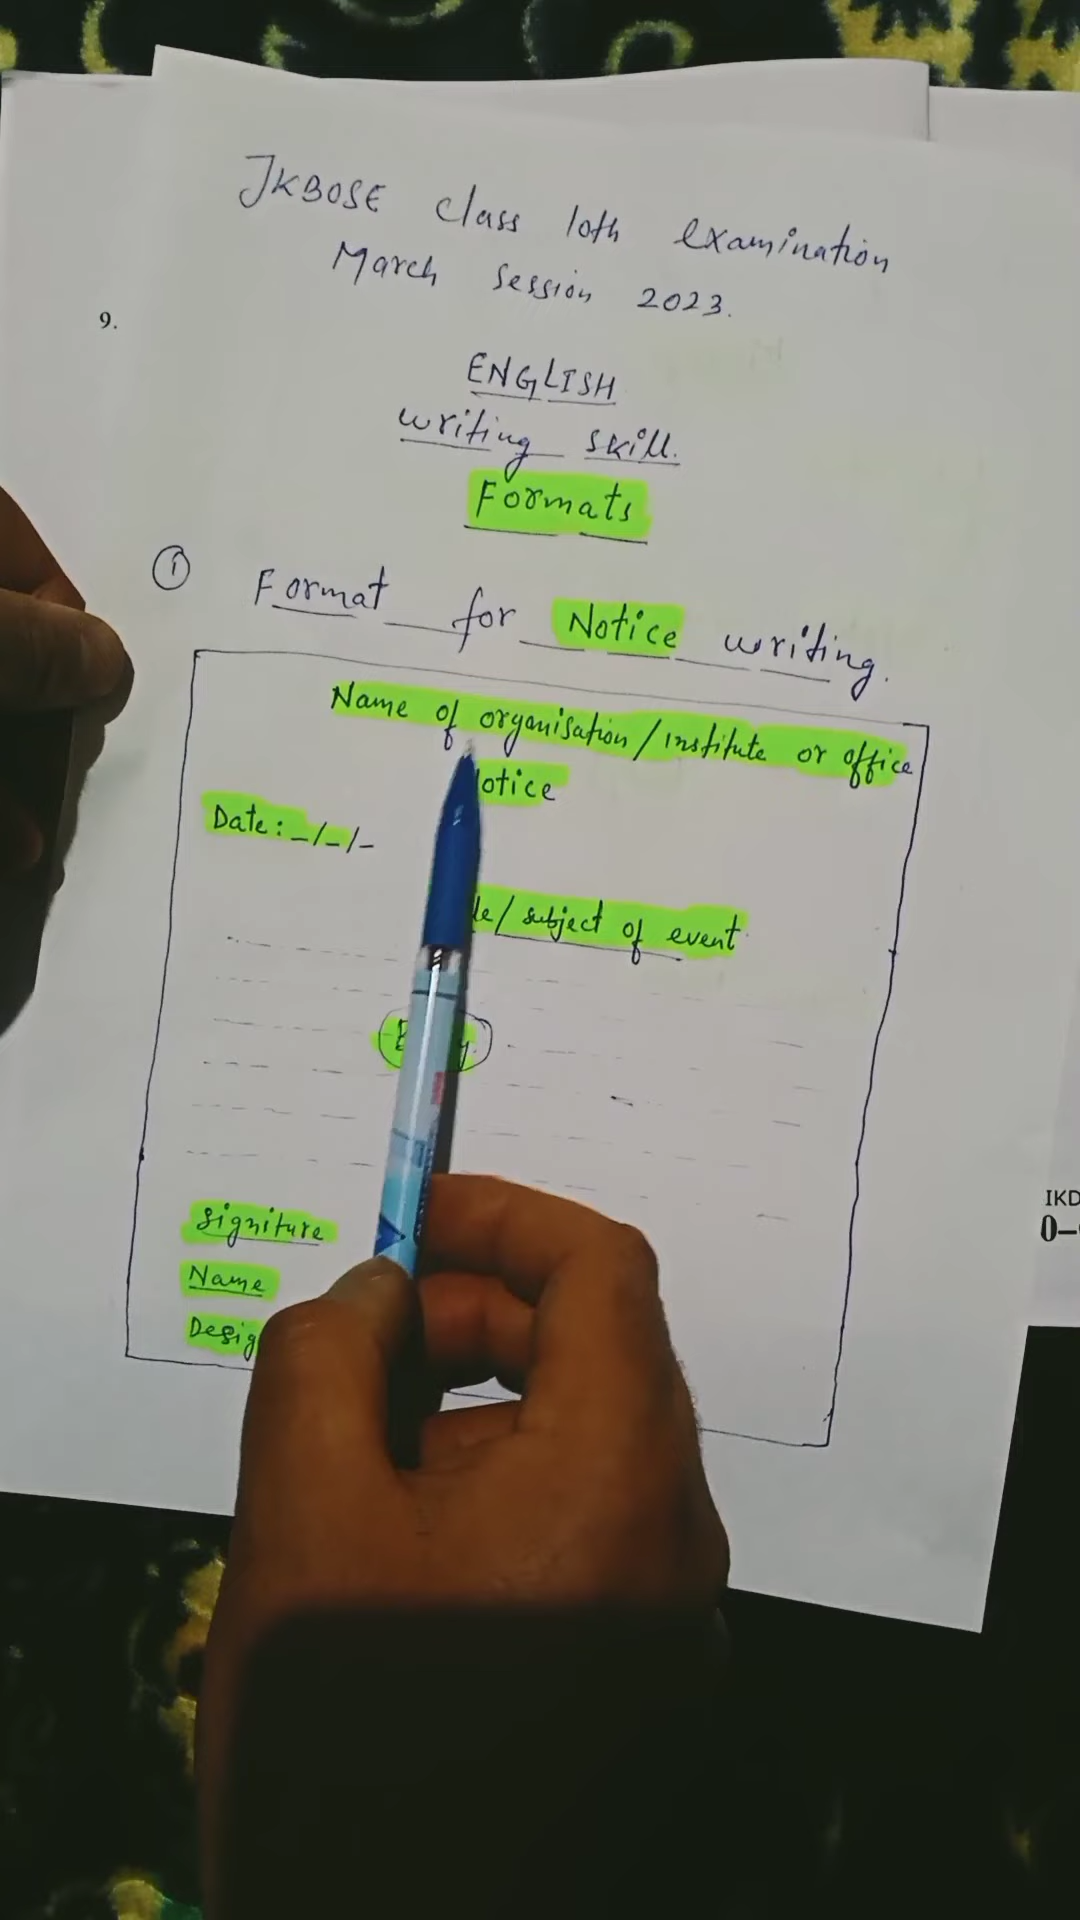 JKBOSE class 10th examination
March session 2023.
9.
ENGLISH
writing skill.
Formats
① Format for Notice writing.
Name of organisation/institute or office
otice
Date: _/_/_
le/subject of event
signiture
Name
Desig
IKD
0-